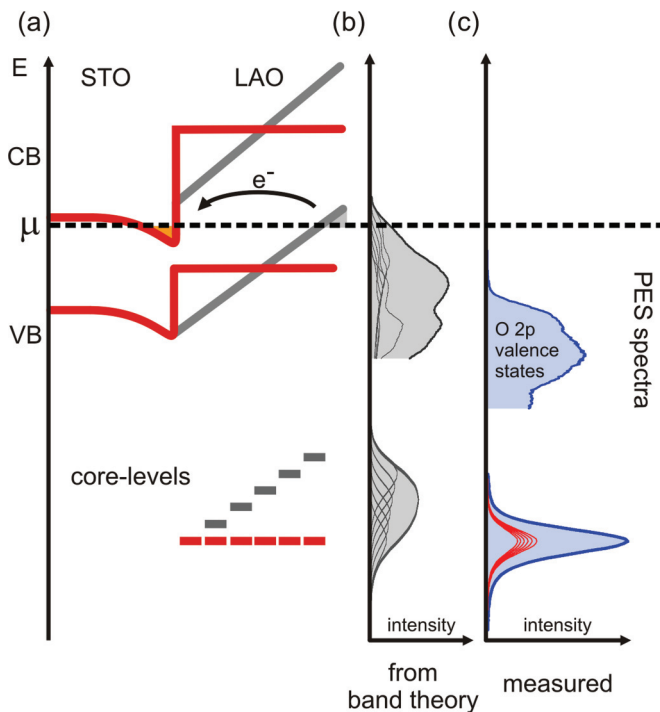 (a)
(b)
(c)
E
STO
LAO
CB
e-
μ
VB
O 2p
valence
states
PES spectra
core-levels
intensity
intensity
from
band theory
measured